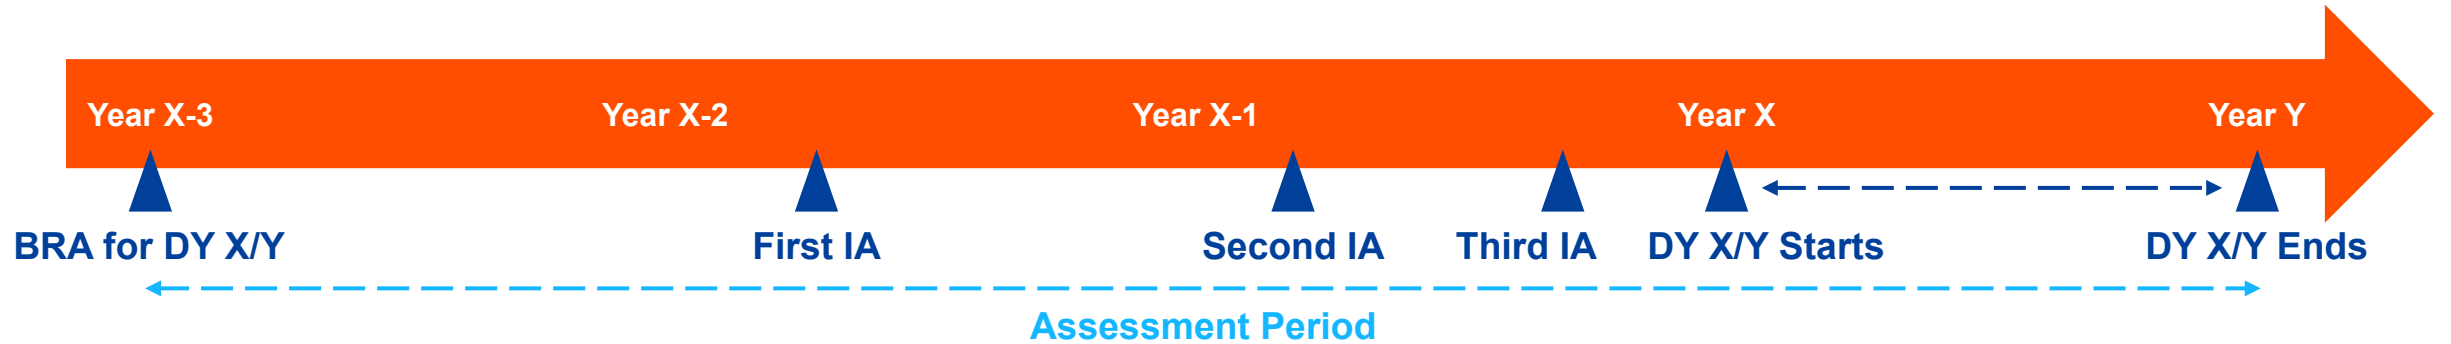 Year X-3
Year X-2
Year X-1
Year X
Year Y
BRA for DY X/Y
First IA
Second IA
Third IA
DY X/Y Starts
DY X/Y Ends
Assessment Period